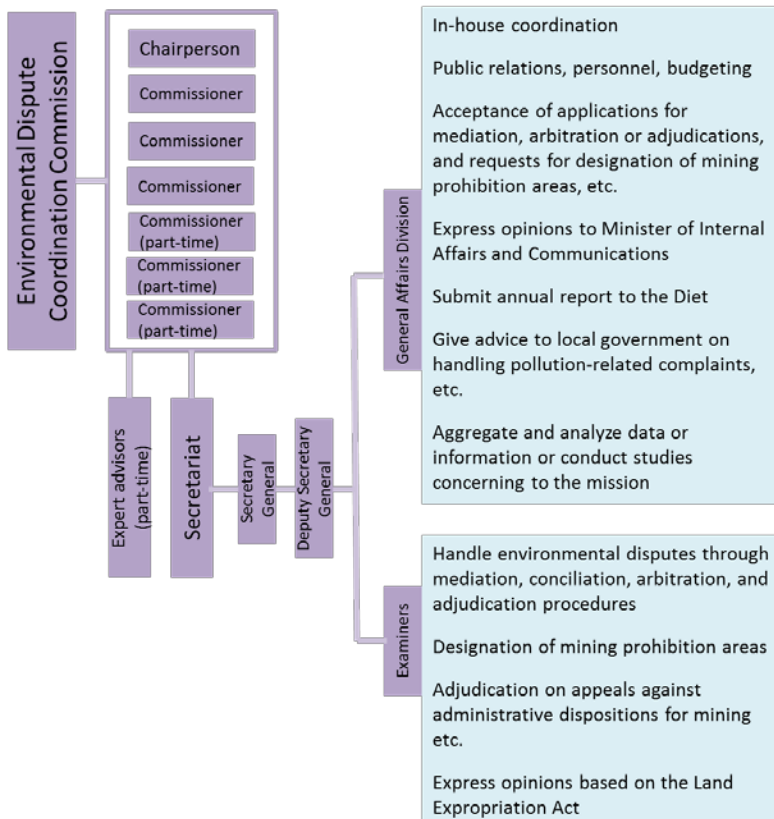 Environmental Dispute
Coordination Commission
Chairperson
Commissioner
Commissioner
Commissioner
Commissioner
(part-time)
Commissioner
(part-time)
Commissioner
(part-time)
Expert advisors
(part-time)
Secretariat
Secretary
General
Deputy Secretary
General
General Affairs Division
In-house coordination
Public relations, personnel, budgeting
Acceptance of applications for
mediation, arbitration or adjudications,
and requests for designation of mining
prohibition areas, etc.
Express opinions to Minister of Internal
Affairs and Communications
Submit annual report to the Diet
Give advice to local government on
handling pollution-related complaints,
etc.
Aggregate and analyze data or
information or conduct studies
concerning to the mission
Examiners
Handle environmental disputes through
mediation, conciliation, arbitration, and
adjudication procedures
Designation of mining prohibition areas
Adjudication on appeals against
administrative dispositions for mining
etc.
Express opinions based on the Land
Expropriation Act